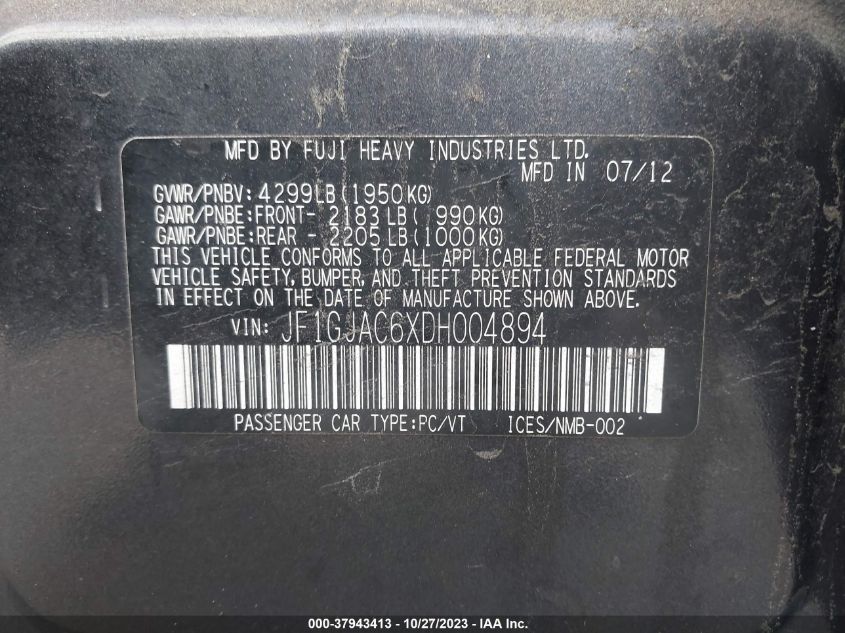 MFD BY FUJI HEAVY INDUSTRIES LTD.
MFD IN 07/12
GVWR/PNBV: 4299LB (1950KG)
GAWR/PNBE:FRONT- 2183 LB ( 990KG)
GAWR/PNBE:REAR - 2205 LB (1000KG)
THIS VEHICLE CONFORMS TO ALL APPLICABLE FEDERAL MOTOR
VEHICLE SAFETY, BUMPER, AND THEFT PREVENTION STANDARDS
IN EFFECT ON THE DATE OF MANUFACTURE SHOWN ABOVE.
VIN: JF1GJAC6XDH004894
PASSENGER CAR TYPE:PC/VT ICES/NMB-002
000-37943413 - 10/27/2023 - IAA Inc.